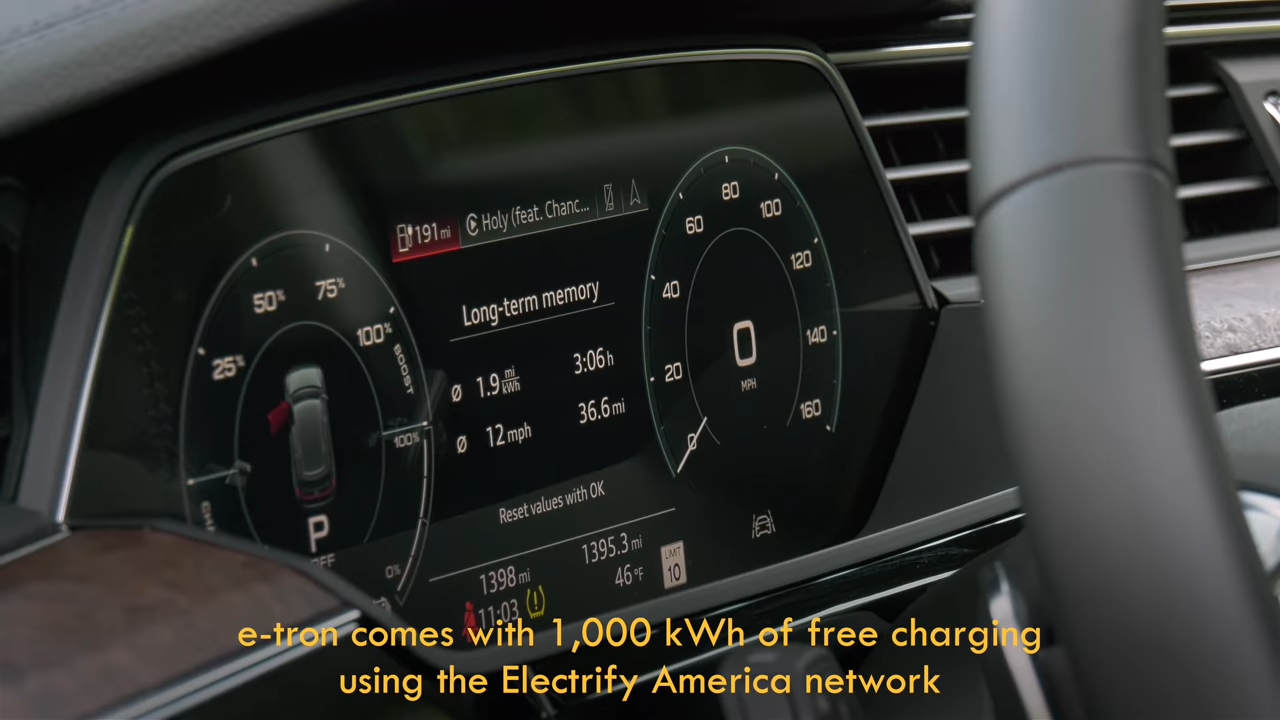 191 mi
Holy (feat. Chanc...
Long-term memory
Ø 1.9 mi/kWh
3:06 h
Ø 12 mph
36.6 mi
Reset values with OK
1398 mi
1395.3 mi
11:03
46 °F
LIMIT
10
25%
50%
75%
100%
BOOST
100%
0%
P
0
20
40
60
80
100
120
140
160
0
MPH
e-tron comes with 1,000 kWh of free charging
using the Electrify America network